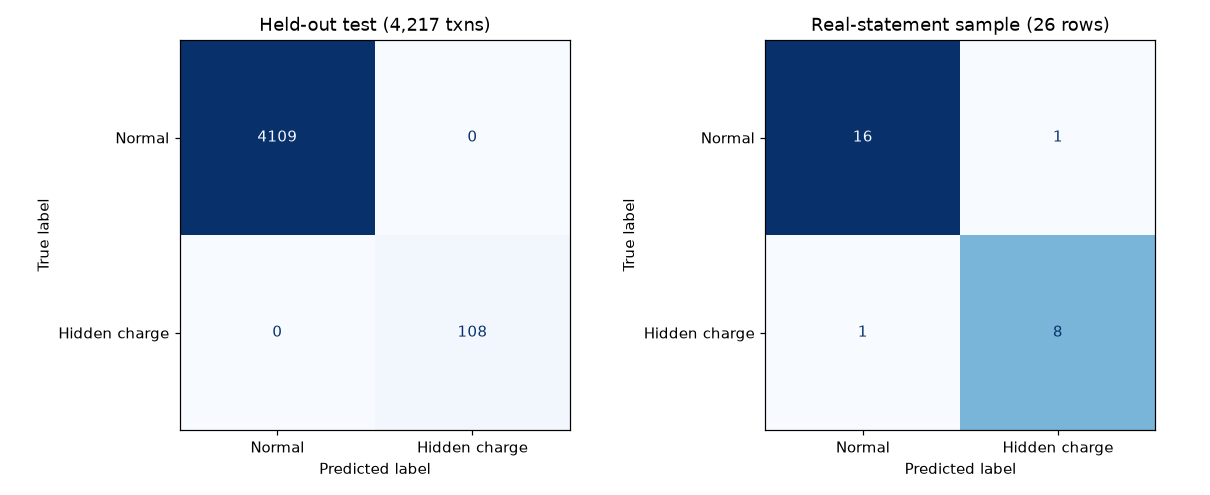 Held-out test (4,217 txns)
Normal
4109
0
True label
Hidden charge
0
108
Normal
Hidden charge
Predicted label
Real-statement sample (26 rows)
Normal
16
1
True label
Hidden charge
1
8
Normal
Hidden charge
Predicted label